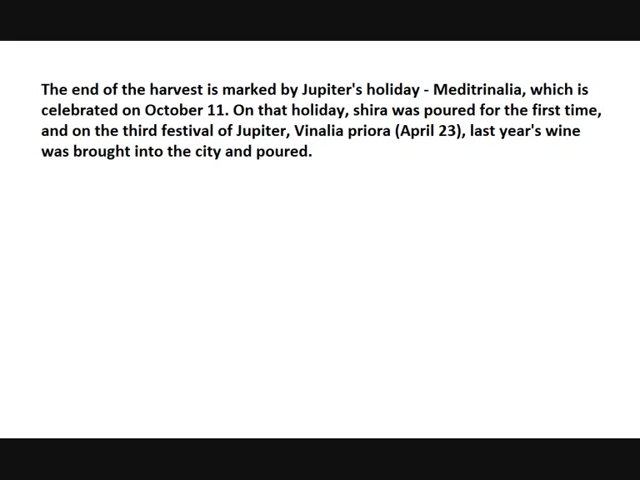 The end of the harvest is marked by Jupiter's holiday - Meditrinalia, which is
celebrated on October 11. On that holiday, shira was poured for the first time,
and on the third festival of Jupiter, Vinalia priora (April 23), last year's wine
was brought into the city and poured.